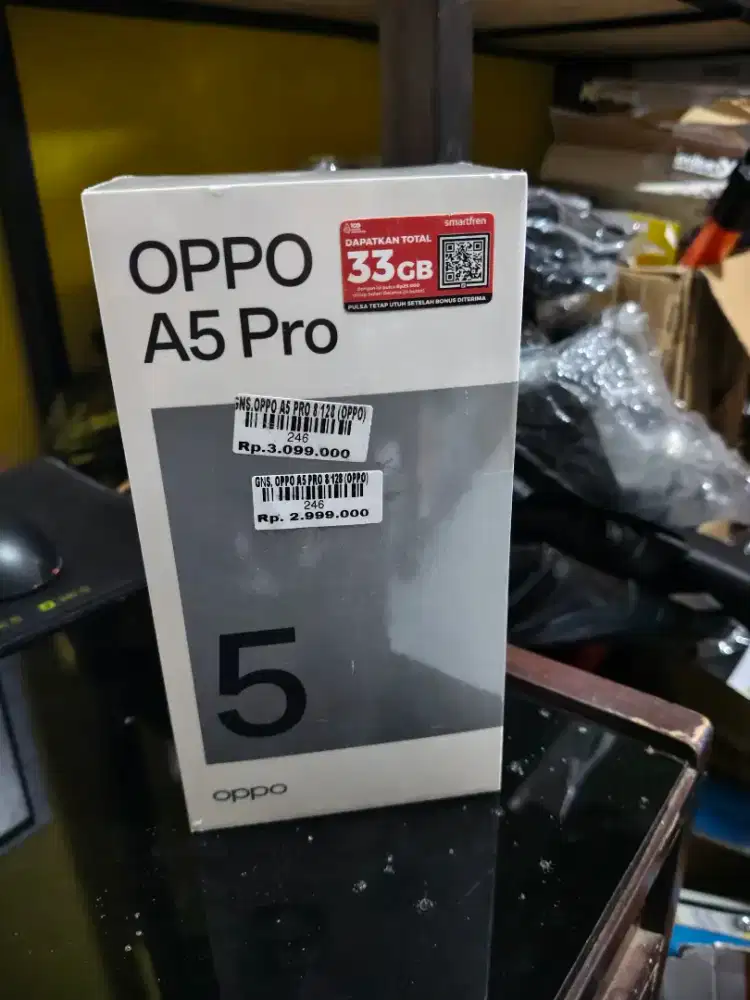 OPPO
A5 Pro
smartfren
DAPATKAN TOTAL
33GB
PULSA TETAP UTUH SETELAH BONUS DITERIMA
GNS.OPPO A5 PRO 8 128 (OPPO)
246
Rp.3.099.000
GNS. OPPO A5 PRO 8 128 (OPPO)
246
Rp. 2.999.000
5
oppo